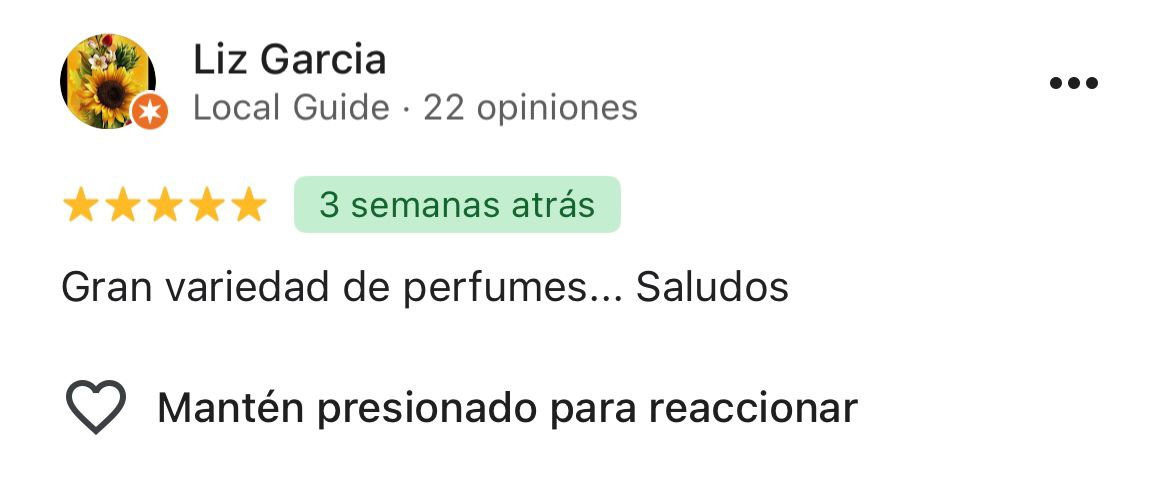 Liz Garcia
Local Guide · 22 opiniones
3 semanas atrás
Gran variedad de perfumes... Saludos
Mantén presionado para reaccionar